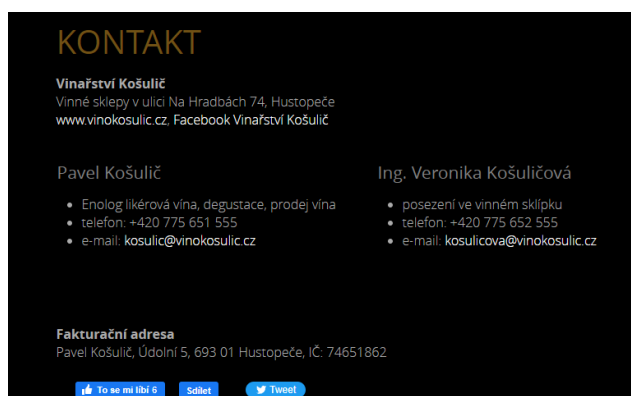 KONTAKT
Vinařství Košulič
Vinné sklepy v ulici Na Hradbách 74, Hustopeče
www.vinokosulic.cz, Facebook Vinařství Košulič
Pavel Košulič
• Enolog likérová vína, degustace, prodej vína
• telefon: +420 775 651 555
• e-mail: kosulic@vinokosulic.cz
Ing. Veronika Košuličová
• posezení ve vinném sklípku
• telefon: +420 775 652 555
• e-mail: kosulicova@vinokosulic.cz
Fakturační adresa
Pavel Košulič, Údolní 5, 693 01 Hustopeče, IČ: 74651862
To se mi líbí 6 Sdílet Tweet